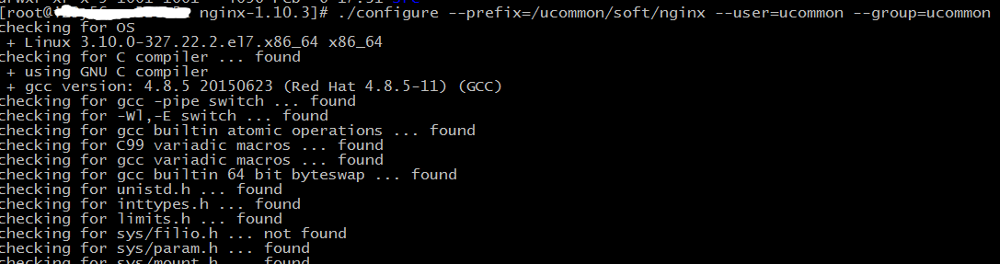 [root@ nginx-1.10.3]# ./configure --prefix=/ucommon/soft/nginx --user=ucommon --group=ucommon
checking for OS
 + Linux 3.10.0-327.22.2.el7.x86_64 x86_64
checking for C compiler ... found
 + using GNU C compiler
 + gcc version: 4.8.5 20150623 (Red Hat 4.8.5-11) (GCC)
checking for gcc -pipe switch ... found
checking for -Wl,-E switch ... found
checking for gcc builtin atomic operations ... found
checking for C99 variadic macros ... found
checking for gcc variadic macros ... found
checking for gcc builtin 64 bit byteswap ... found
checking for unistd.h ... found
checking for inttypes.h ... found
checking for limits.h ... found
checking for sys/filio.h ... not found
checking for sys/param.h ... found
checking for sys/mount.h ... found